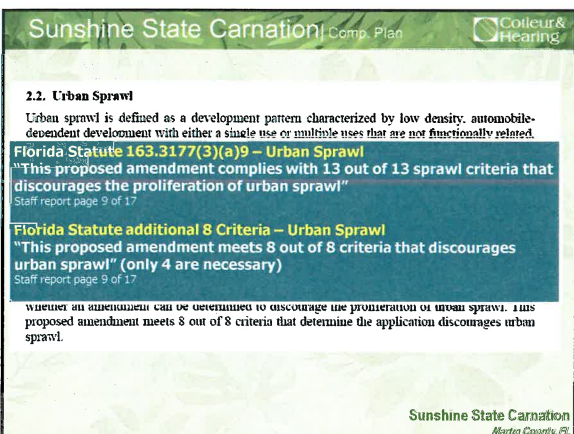 Sunshine State Carnation| Comp. Plan
Cotleur&
Hearing
2.2. Urban Sprawl
Urban sprawl is defined as a development pattern characterized by low density, automobile-
dependent development with either a single use or multiple uses that are not functionally related.
Florida Statute 163.3177(3)(a)9 – Urban Sprawl
"This proposed amendment complies with 13 out of 13 sprawl criteria that
discourages the proliferation of urban sprawl"
Staff report page 9 of 17
Florida Statute additional 8 Criteria – Urban Sprawl
"This proposed amendment meets 8 out of 8 criteria that discourages
urban sprawl" (only 4 are necessary)
Staff report page 9 of 17
whether an amendment can be determined to discourage the proliferation of urban sprawl. This
proposed amendment meets 8 out of 8 criteria that determine the application discourages urban
sprawl.
Sunshine State Carnation
Martin County, FL